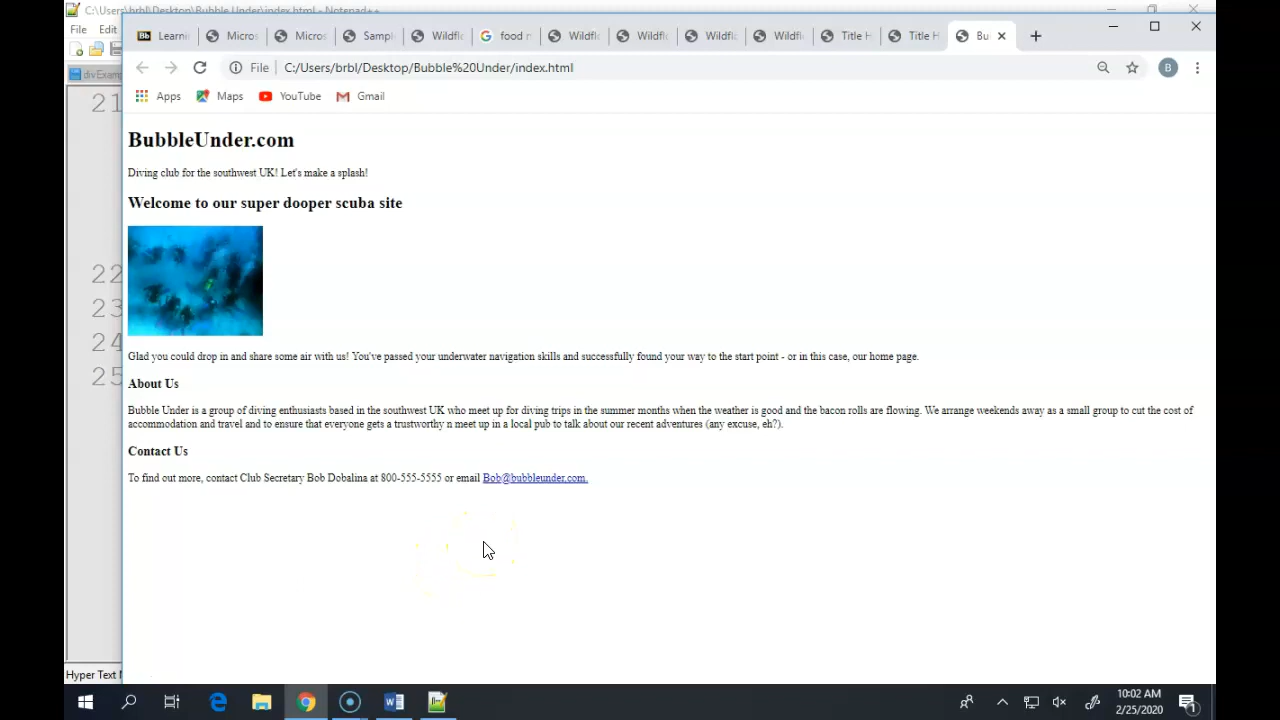 C:\Users\brbl\Desktop\Bubble Under\index.html - Notepad++
File Edit
Learni
Micros
Micros
Sampl
Wildfl
food n
Wildfl
Wildfl
Wildfl
Wildfl
Title H
Title H
Bu
File
C:/Users/brbl/Desktop/Bubble%20Under/index.html
B
Apps
Maps
YouTube
Gmail
divExam
21
22
23
24
25
BubbleUnder.com
Diving club for the southwest UK! Let's make a splash!
Welcome to our super dooper scuba site
Glad you could drop in and share some air with us! You've passed your underwater navigation skills and successfully found your way to the start point - or in this case, our home page.
About Us
Bubble Under is a group of diving enthusiasts based in the southwest UK who meet up for diving trips in the summer months when the weather is good and the bacon rolls are flowing. We arrange weekends away as a small group to cut the cost of
accommodation and travel and to ensure that everyone gets a trustworthy n meet up in a local pub to talk about our recent adventures (any excuse, eh?).
Contact Us
To find out more, contact Club Secretary Bob Dobalina at 800-555-5555 or email Bob@bubbleunder.com.
Hyper Text
10:02 AM
2/25/2020
1